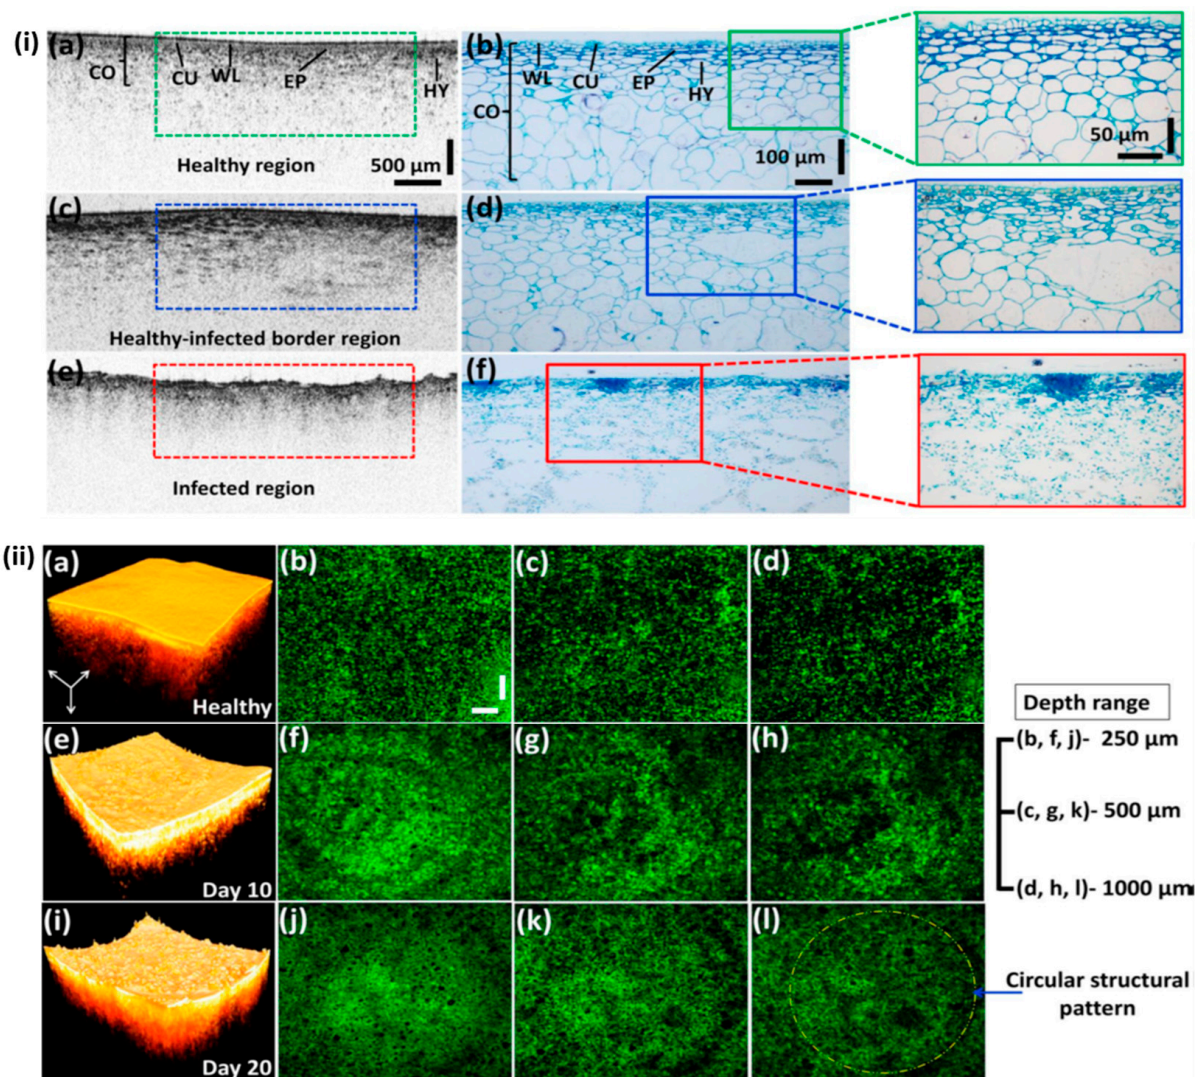 (i)
(a)
CO
CU
WL
EP
HY
Healthy region
500 µm
(b)
WL
CU
EP
HY
CO
100 µm
50 µm
(c)
Healthy-infected border region
(d)
(e)
Infected region
(f)
(ii)
(a)
Healthy
(b)
(c)
(d)
(e)
Day 10
(f)
(g)
(h)
(i)
Day 20
(j)
(k)
(l)
Depth range
(b, f, j)- 250 µm
(c, g, k)- 500 µm
(d, h, l)- 1000 µm
Circular structural
pattern